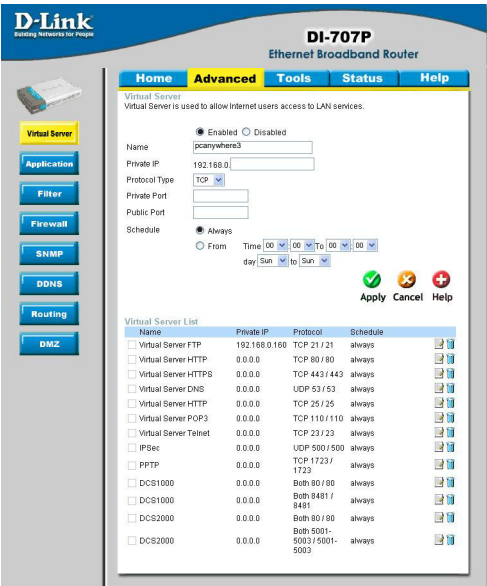 D-Link
Building Networks for People
DI-707P
Ethernet Broadband Router
Home Advanced Tools Status Help
Virtual Server
Application
Filter
Firewall
SNMP
DDNS
Routing
DMZ
Virtual Server
Virtual Server is used to allow Internet users access to LAN services.
Enabled Disabled
Name pcanywhere3
Private IP 192.168.0.
Protocol Type TCP
Private Port
Public Port
Schedule Always
From Time 00 : 00 To 00 : 00
day Sun to Sun
Apply Cancel Help
Virtual Server List
Name Private IP Protocol Schedule
Virtual Server FTP 192.168.0.160 TCP 21 / 21 always
Virtual Server HTTP 0.0.0.0 TCP 80 / 80 always
Virtual Server HTTPS 0.0.0.0 TCP 443 / 443 always
Virtual Server DNS 0.0.0.0 UDP 53 / 53 always
Virtual Server HTTP 0.0.0.0 TCP 25 / 25 always
Virtual Server POP3 0.0.0.0 TCP 110 / 110 always
Virtual Server Telnet 0.0.0.0 TCP 23 / 23 always
IPSec 0.0.0.0 UDP 500 / 500 always
PPTP 0.0.0.0 TCP 1723 / 1723 always
DCS1000 0.0.0.0 Both 80 / 80 always
DCS1000 0.0.0.0 Both 8481 / 8481 always
DCS2000 0.0.0.0 Both 80 / 80 always
DCS2000 0.0.0.0 Both 5001-5003 / 5001-5003 always